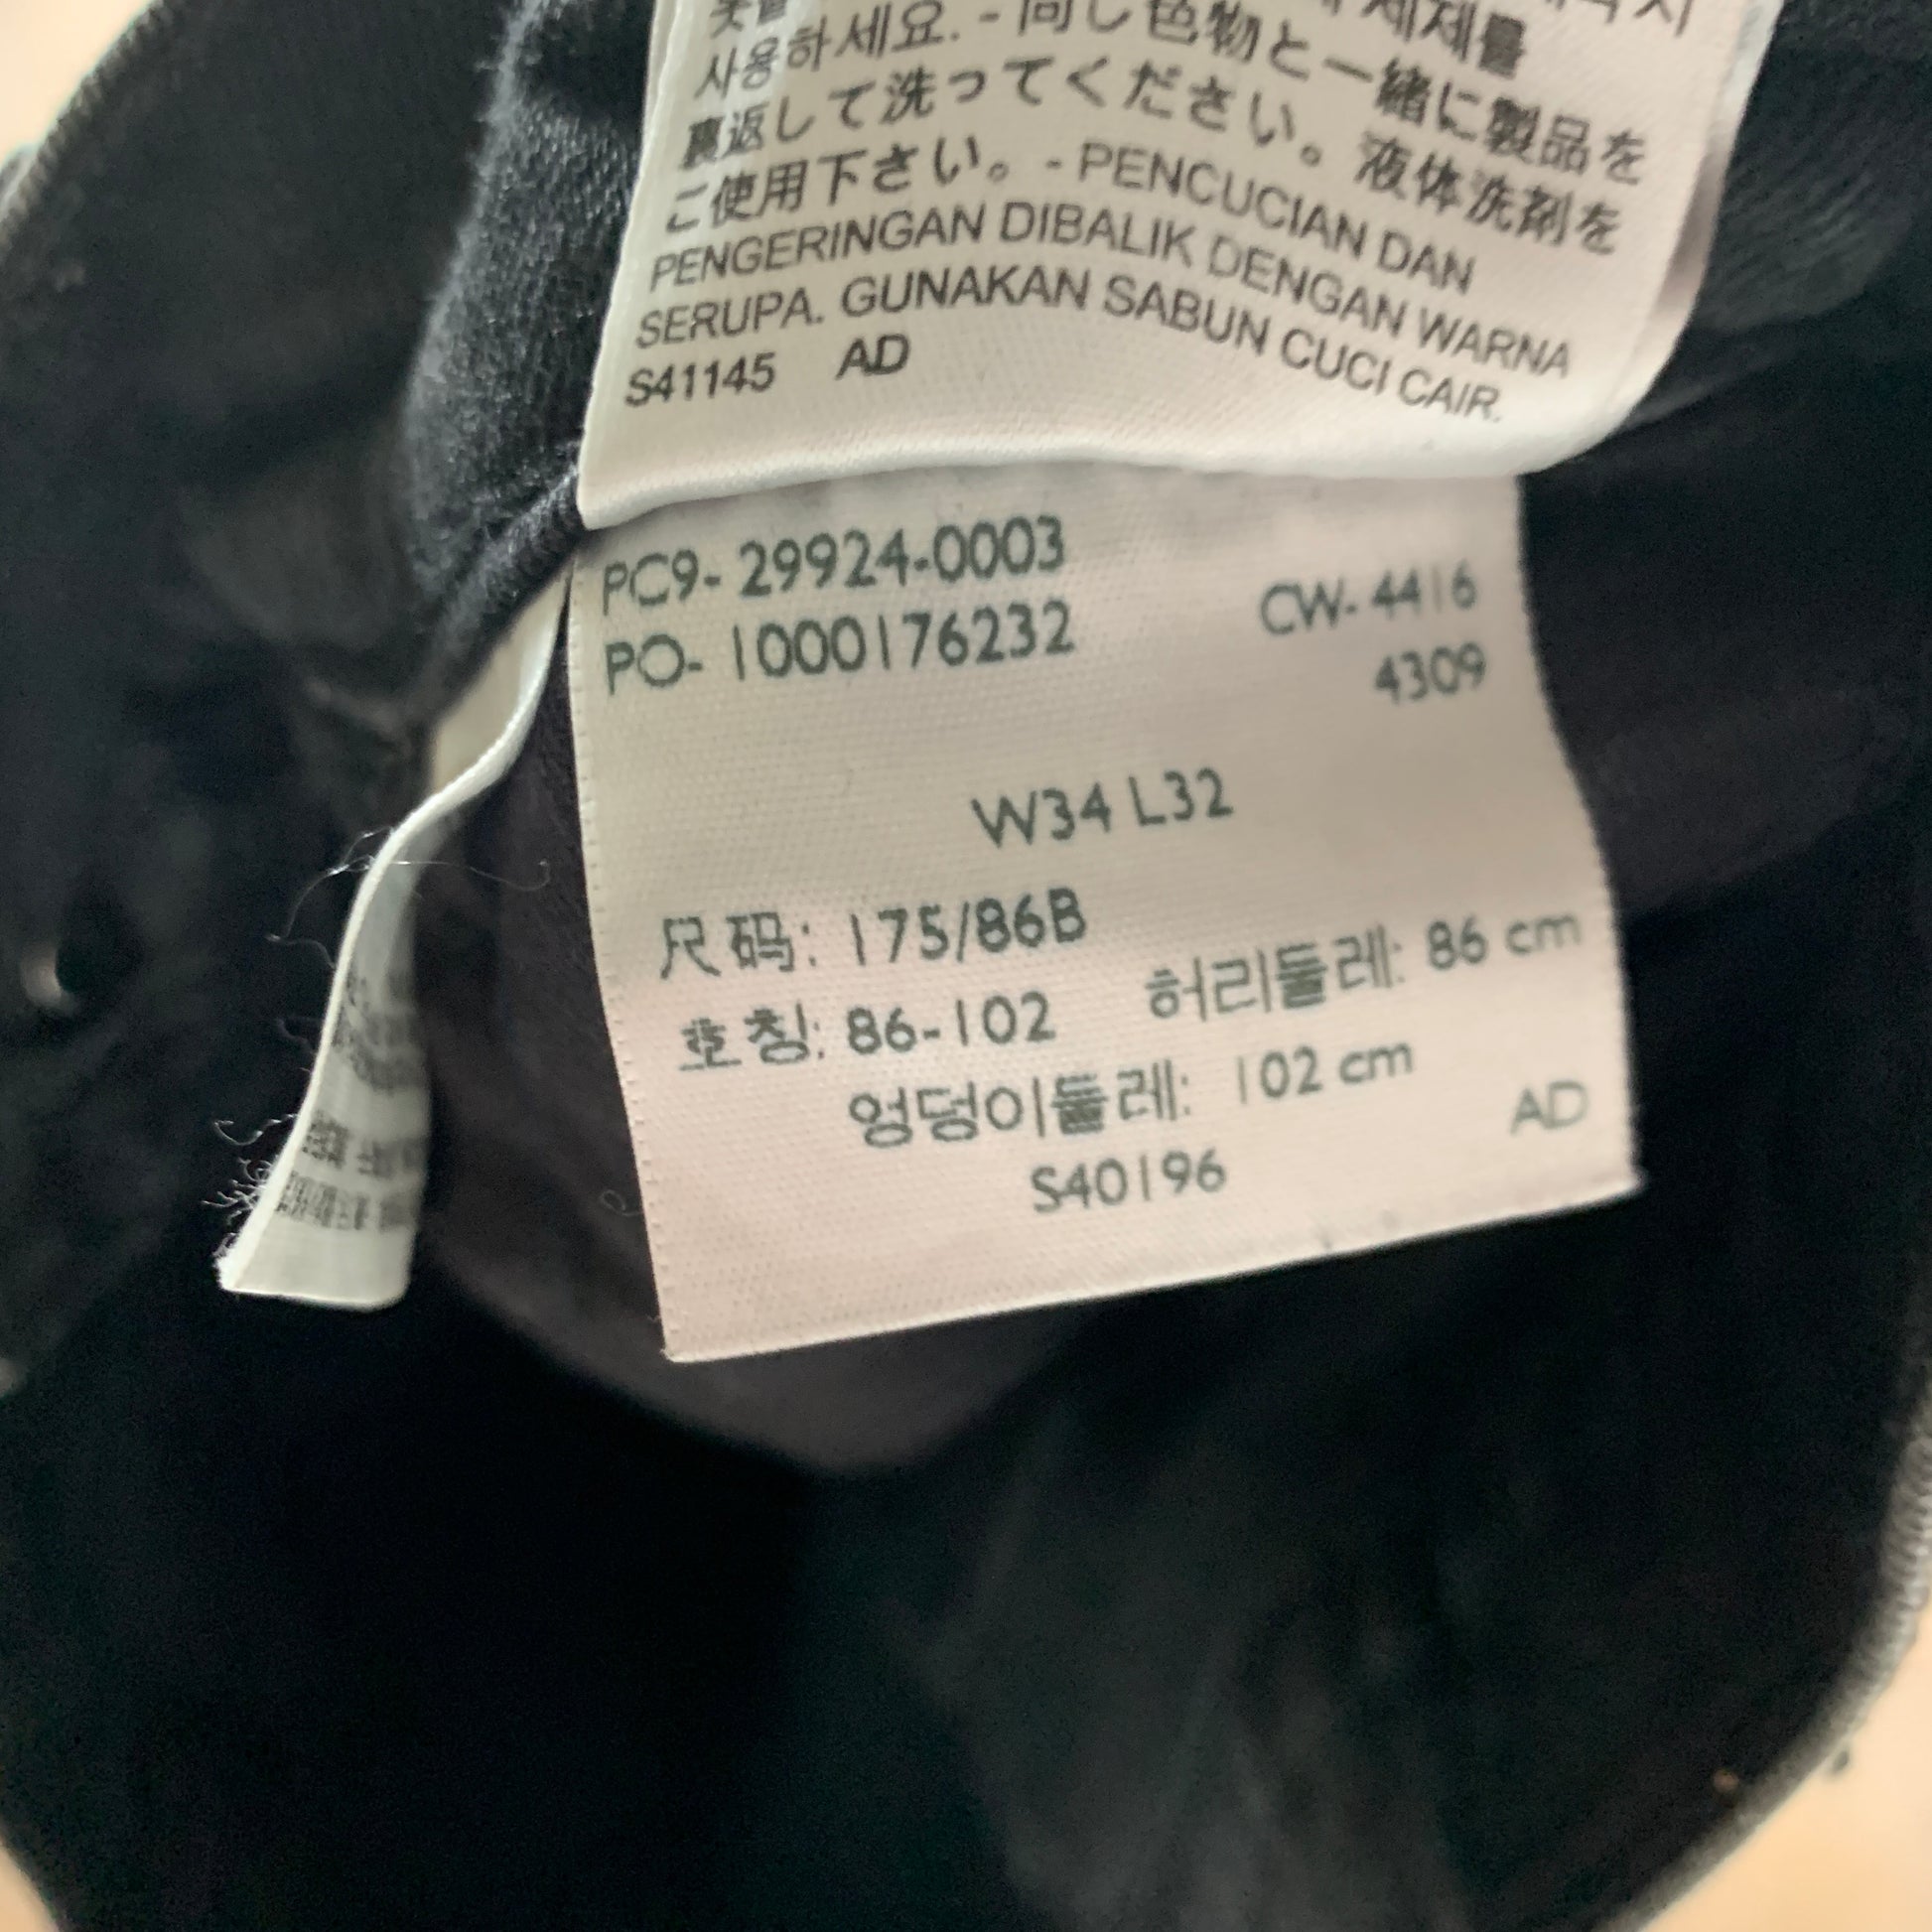 세제를
사용하세요. - 同し色物と一緒に製品を
裏返して洗ってください。液体洗剤を
ご使用下さい。- PENCUCIAN DAN
PENGERINGAN DIBALIK DENGAN WARNA
SERUPA. GUNAKAN SABUN CUCI CAIR.
S41145 AD
PC9- 29924-0003
PO- 1000176232
CW- 4416
4309
W34 L32
尺码: 175/86B
호칭: 86-102 허리둘레: 86 cm
엉덩이둘레: 102 cm
AD
S40196